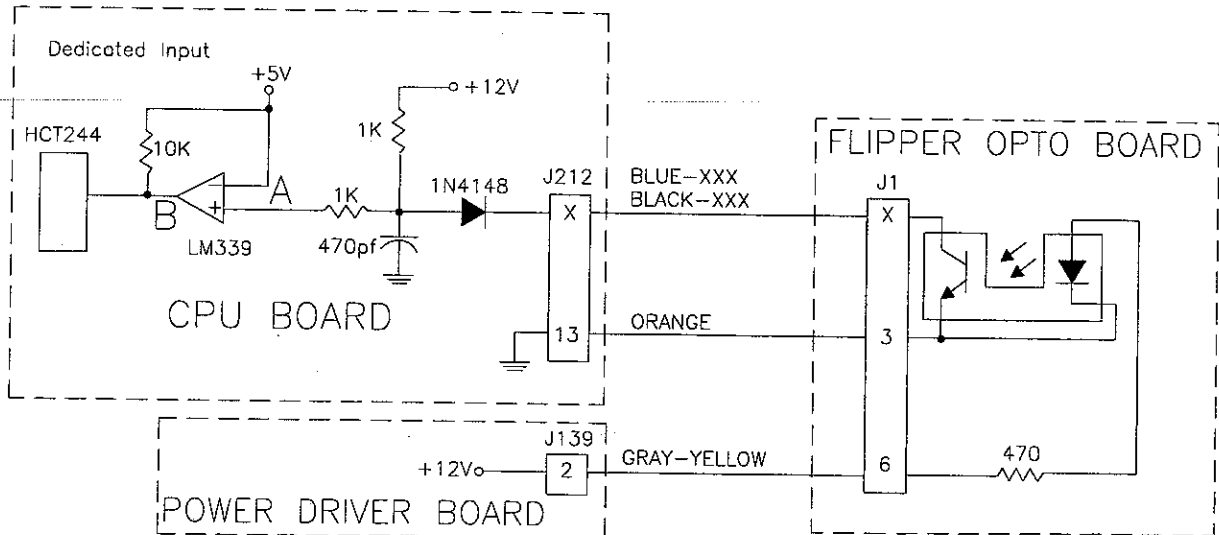 Dedicated Input
+5V
+12V
HCT244
10K
1K
FLIPPER OPTO BOARD
A
1K
1N4148
J212
BLUE-XXX
BLACK-XXX
J1
B
−
+
X
X
LM339
470pf
CPU BOARD
13
ORANGE
3
J139
+12V
2
GRAY-YELLOW
6
470
POWER DRIVER BOARD